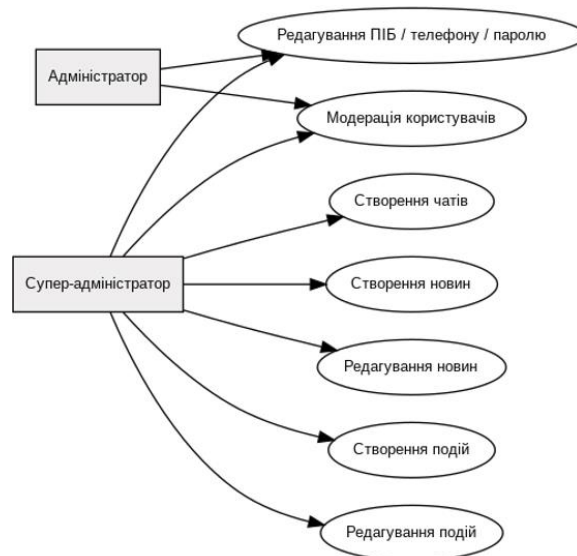 Редагування ПІБ / телефону / паролю
Адміністратор
Модерація користувачів
Створення чатів
Супер-адміністратор
Створення новин
Редагування новин
Створення подій
Редагування подій